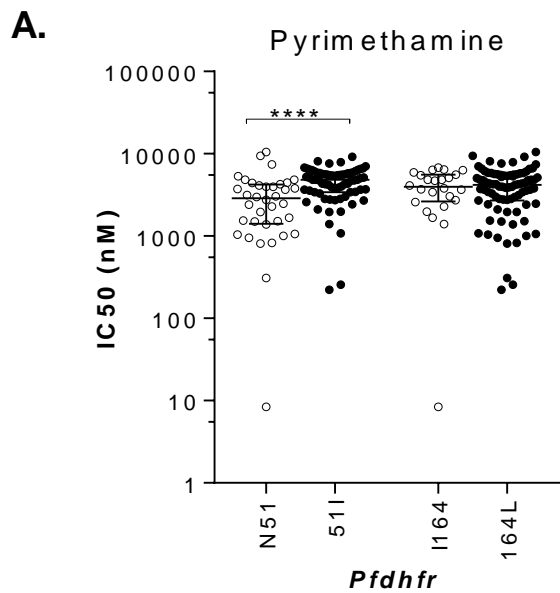 A.
Pyrimethamine
100000
10000
1000
100
10
1
IC50 (nM)
****
N51
51I
I164
164L
Pfdhfr